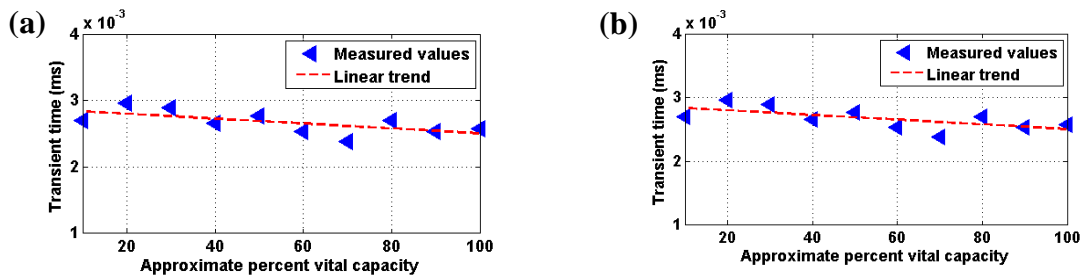 (a)
x 10⁻³
4
3
2
1
Transient time (ms)
Measured values
Linear trend
20 40 60 80 100
Approximate percent vital capacity
(b)
x 10⁻³
4
3
2
1
Transient time (ms)
Measured values
Linear trend
20 40 60 80 100
Approximate percent vital capacity